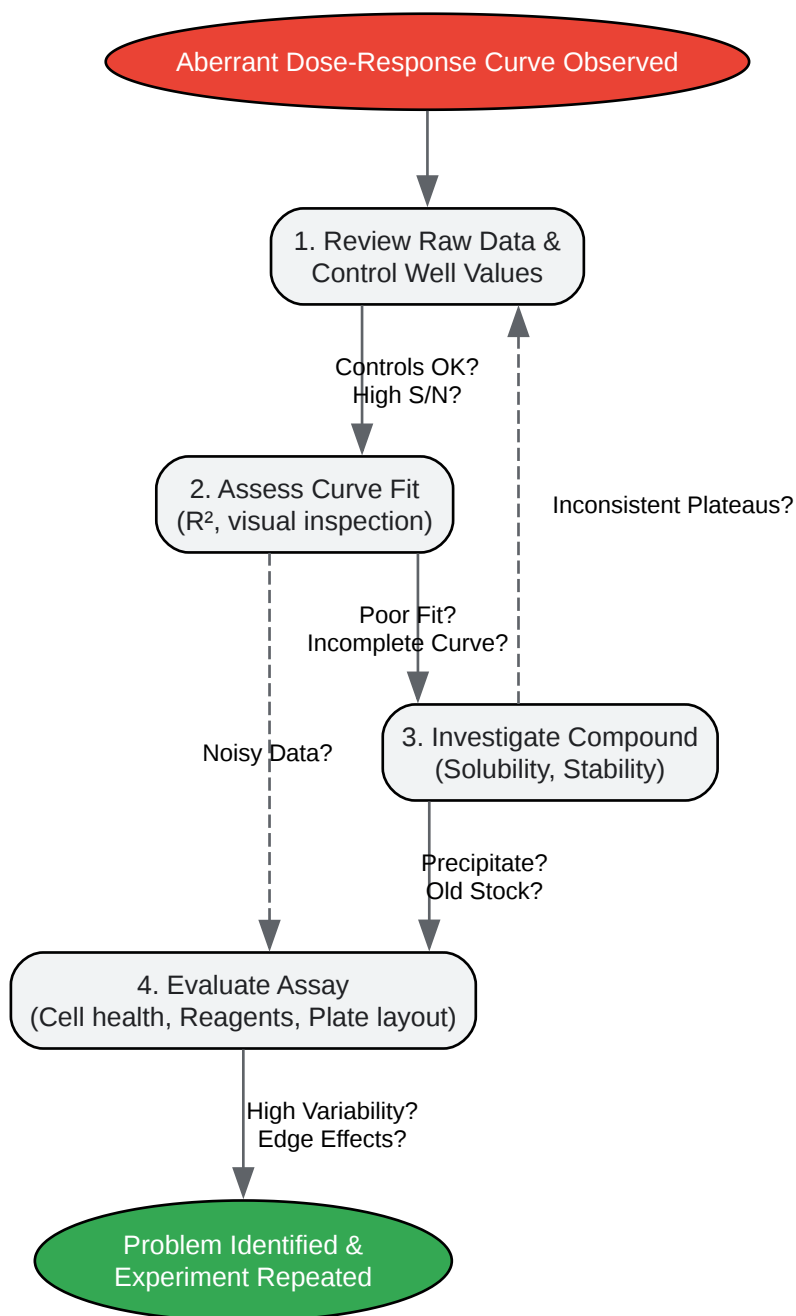 Aberrant Dose-Response Curve Observed
1. Review Raw Data &
Control Well Values
Controls OK?
High S/N?
2. Assess Curve Fit
(R², visual inspection)
Inconsistent Plateaus?
Poor Fit?
Incomplete Curve?
3. Investigate Compound
(Solubility, Stability)
Noisy Data?
Precipitate?
Old Stock?
4. Evaluate Assay
(Cell health, Reagents, Plate layout)
High Variability?
Edge Effects?
Problem Identified &
Experiment Repeated